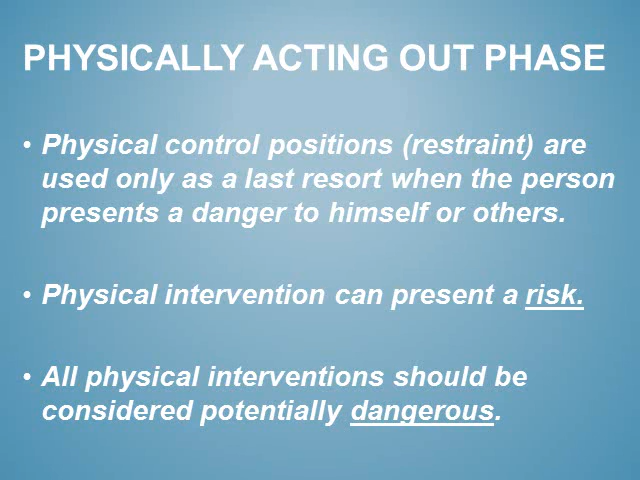 PHYSICALLY ACTING OUT PHASE
• Physical control positions (restraint) are
used only as a last resort when the person
presents a danger to himself or others.
• Physical intervention can present a risk.
• All physical interventions should be
considered potentially dangerous.